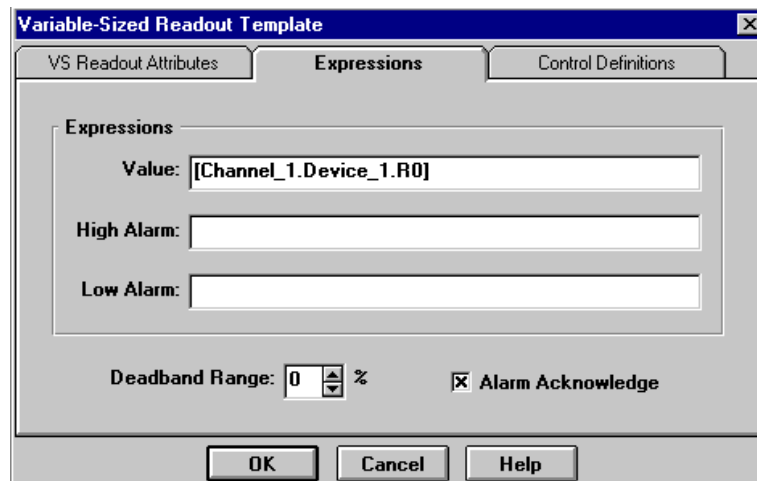 Variable-Sized Readout Template
VS Readout Attributes
Expressions
Control Definitions
Expressions
Value: [Channel_1.Device_1.R0]
High Alarm:
Low Alarm:
Deadband Range: 0 % Alarm Acknowledge
OK Cancel Help